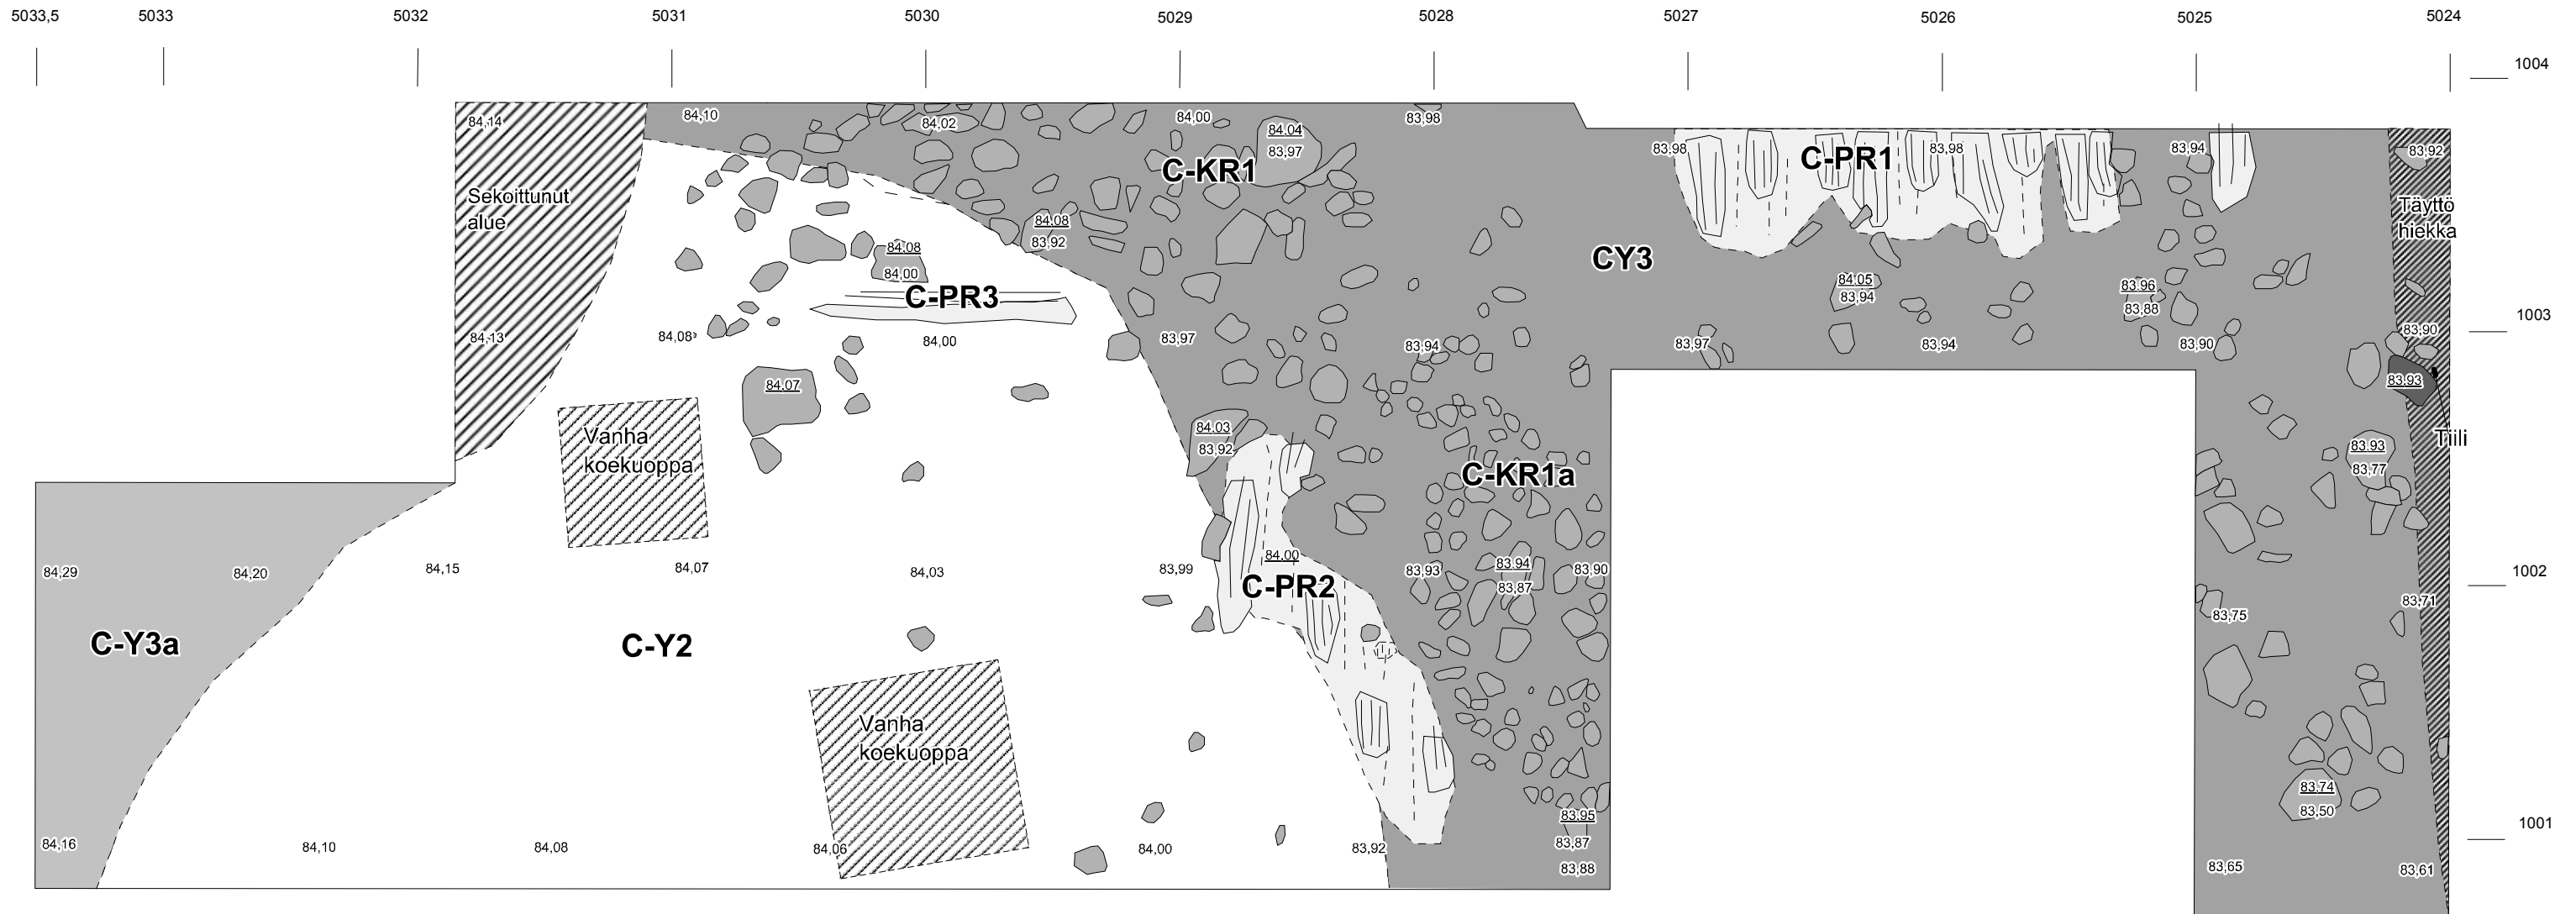 5033,5 5033 5032 5031 5030 5029 5028 5027 5026 5025 5024
1004
84,14 84,10 84,02 84,00 84.04 83,98
83,97
83,98 C-PR1 83,98 83,94 83,92
C-KR1
Sekoittunut
alue
Täyttö
hiekka
84.08
83,92
84.08
84,00
CY3
C-PR3
84.05
83,94
83.96
83,88
1003
84,13 84,08 84,00 83,97 83,94 83,97 83,94 83,90 83,90
84.07
83.93
84.03
83,92
Vanha
koekuoppa
Tiili
83.93
83,77
C-KR1a
84,29 84,20 84,15 84,07 84,03 83,99 84.00 83,93 83.94 83,90
83,87
1002
C-PR2
83,75 83,71
C-Y3a C-Y2
Vanha
koekuoppa
83.74
83,50
83.95
83,87
83,88
1001
84,16 84,10 84,08 84,06 84,00 83,92
83,65 83,61